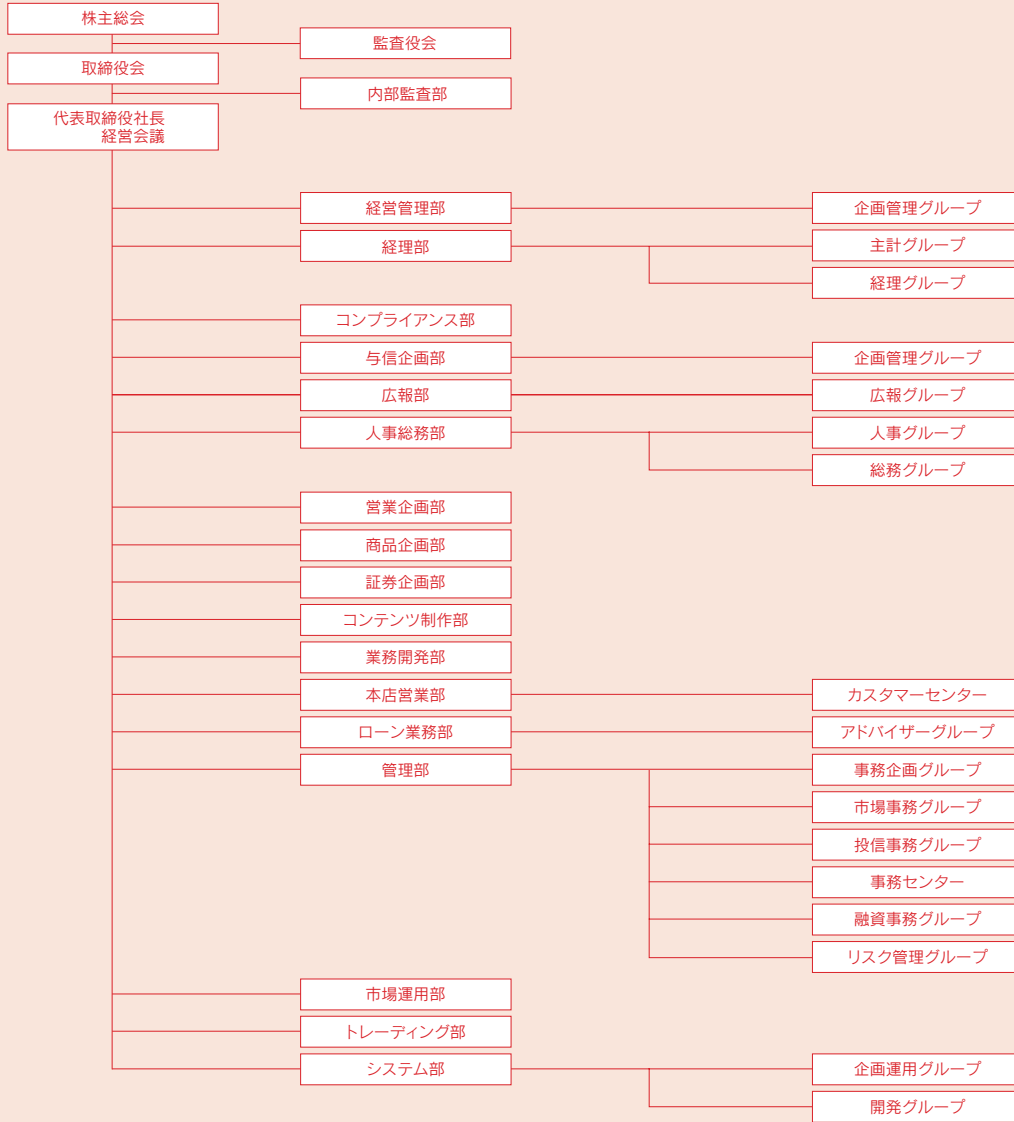 株主総会
監査役会
取締役会
内部監査部
代表取締役社長
経営会議
経営管理部
企画管理グループ
経理部
主計グループ
経理グループ
コンプライアンス部
与信企画部
企画管理グループ
広報部
広報グループ
人事総務部
人事グループ
総務グループ
営業企画部
商品企画部
証券企画部
コンテンツ制作部
業務開発部
本店営業部
カスタマーセンター
ローン業務部
アドバイザーグループ
管理部
事務企画グループ
市場事務グループ
投信事務グループ
事務センター
融資事務グループ
リスク管理グループ
市場運用部
トレーディング部
システム部
企画運用グループ
開発グループ